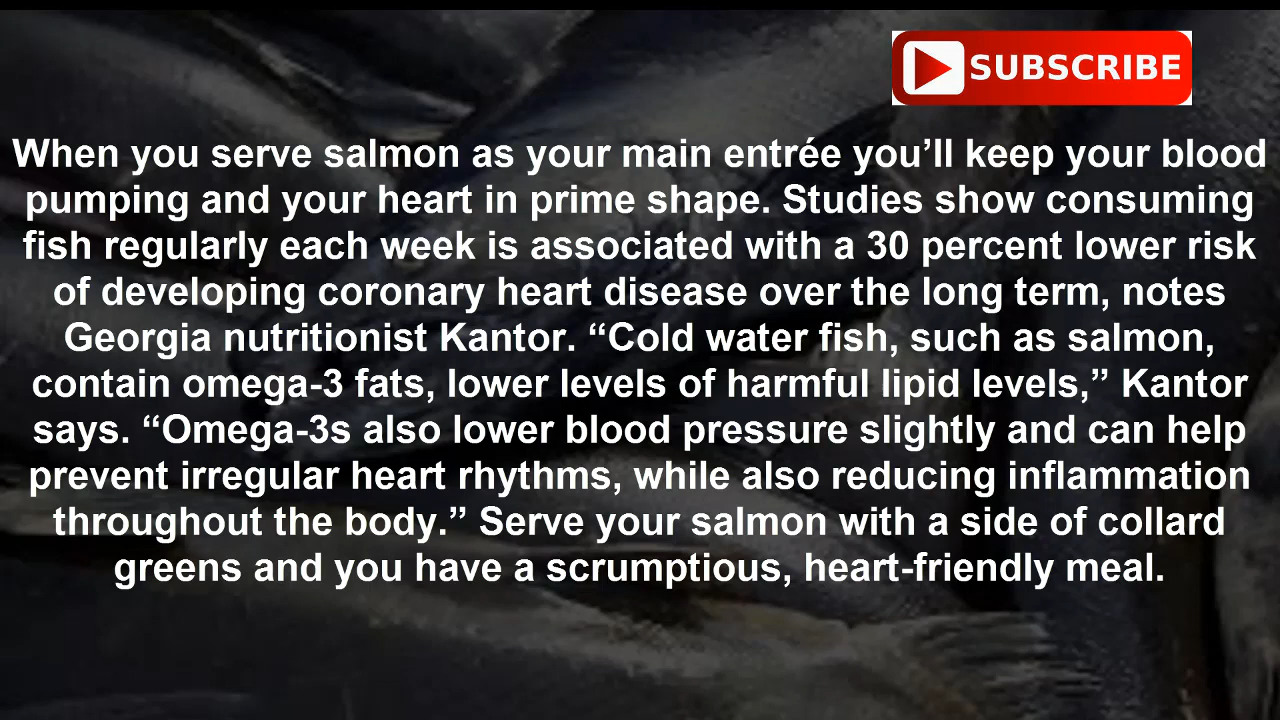 SUBSCRIBE
When you serve salmon as your main entrée you’ll keep your blood
pumping and your heart in prime shape. Studies show consuming
fish regularly each week is associated with a 30 percent lower risk
of developing coronary heart disease over the long term, notes
Georgia nutritionist Kantor. “Cold water fish, such as salmon,
contain omega-3 fats, lower levels of harmful lipid levels,” Kantor
says. “Omega-3s also lower blood pressure slightly and can help
prevent irregular heart rhythms, while also reducing inflammation
throughout the body.” Serve your salmon with a side of collard
greens and you have a scrumptious, heart-friendly meal.